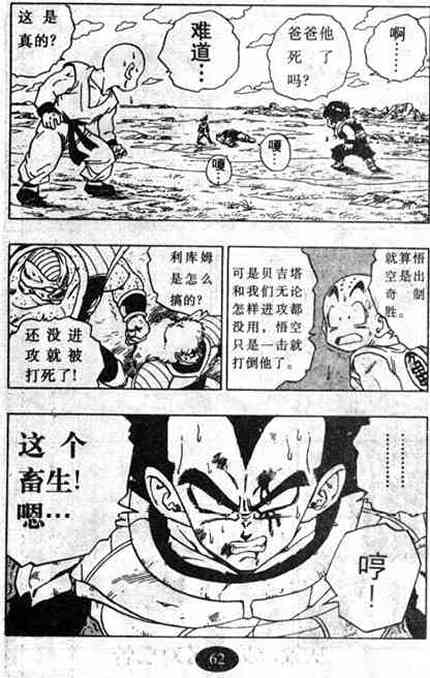 啊
……
爸爸他
死了
吗?
难道
…
这是
真的?
就算悟
空是出
奇制
胜。
可是贝吉塔
和我们无论
怎样进攻都
没用,悟空
只是一击就
打倒他了。
利库姆
是怎么
搞的?
还没进
攻就被
打死了!
…………
哼!
这个
畜生!
嗯…
62